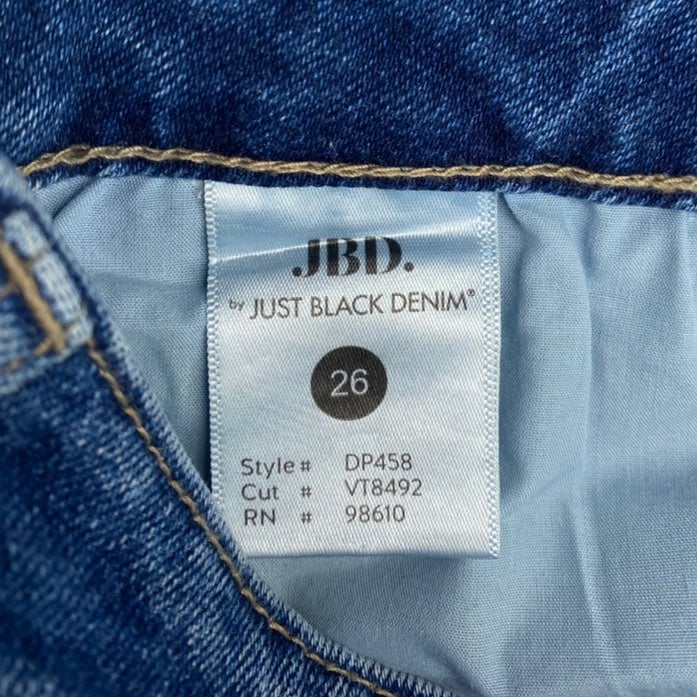 JBD.
by JUST BLACK DENIM®
26
Style # DP458
Cut # VT8492
RN # 98610